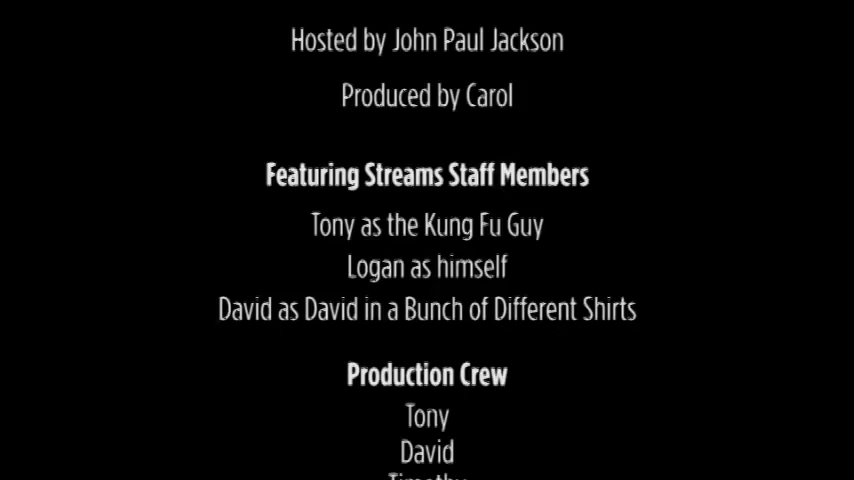 Hosted by John Paul Jackson
Produced by Carol
Featuring Streams Staff Members
Tony as the Kung Fu Guy
Logan as himself
David as David in a Bunch of Different Shirts
Production Crew
Tony
David